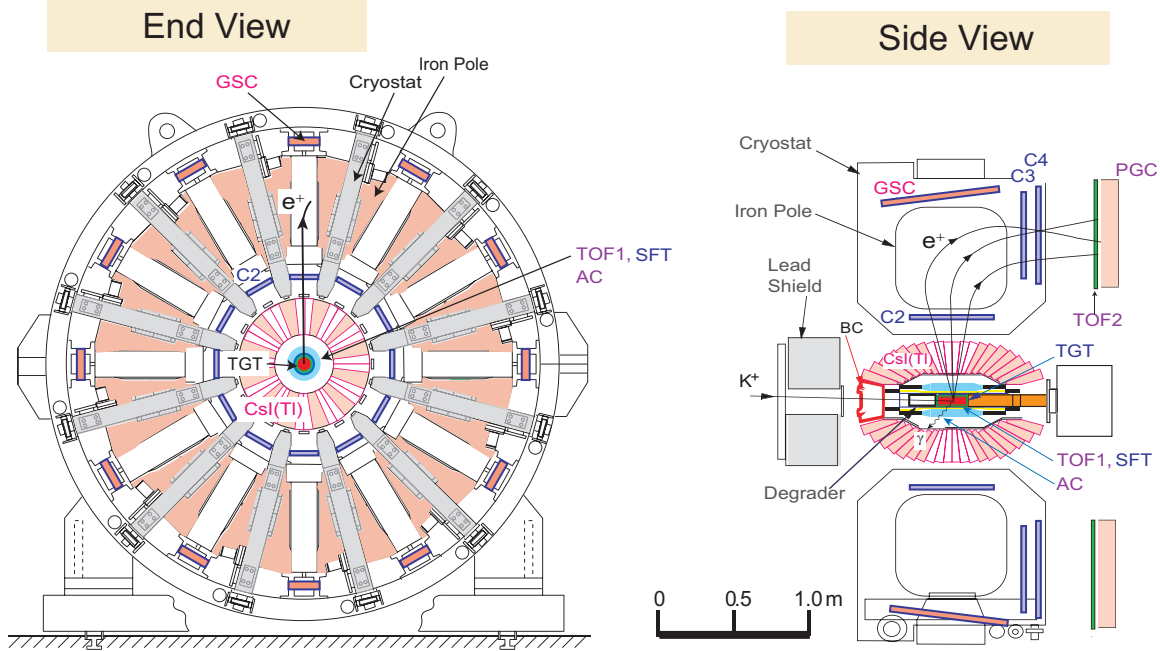 End View
GSC
Cryostat
Iron Pole
e+
C2
TOF1, SFT
AC
TGT
CsI(Tl)
Side View
Cryostat
GSC
C3
C4
PGC
Iron Pole
e+
Lead
Shield
C2
TOF2
BC
CsI(Tl)
TGT
K+
γ
TOF1, SFT
AC
Degrader
0
0.5
1.0 m